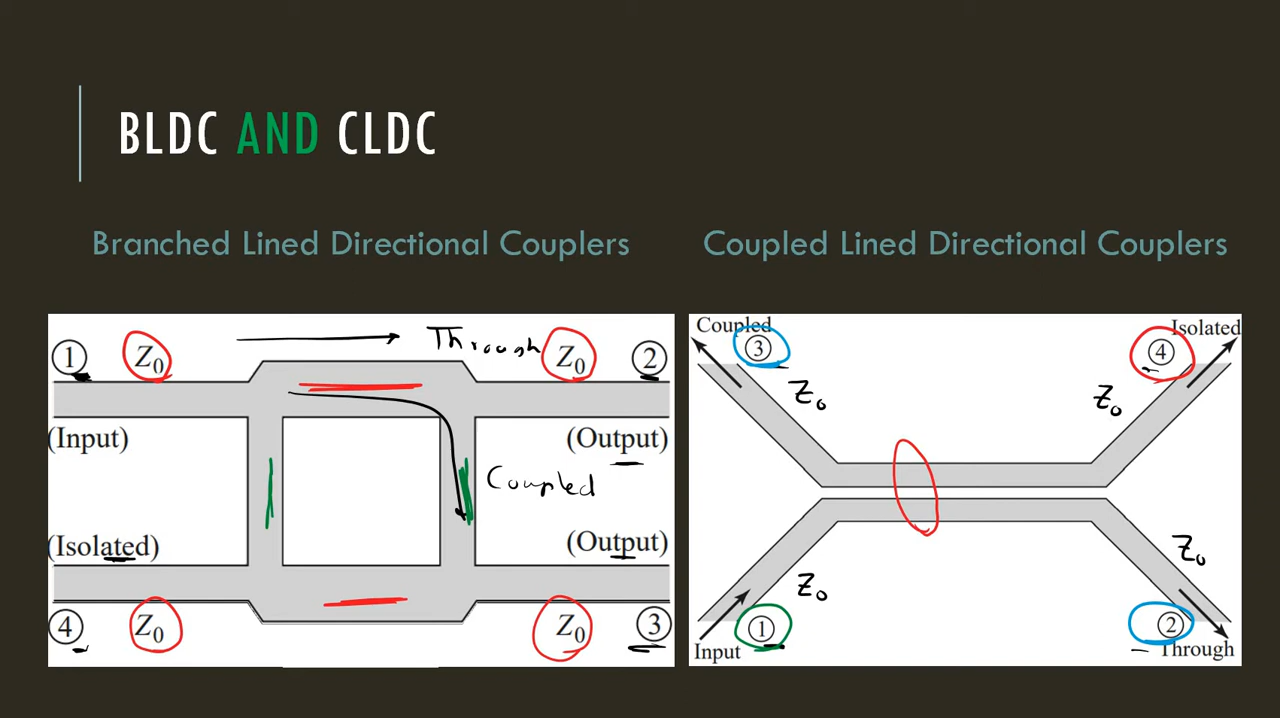 BLDC AND CLDC
Branched Lined Directional Couplers
Coupled Lined Directional Couplers
1 Z0 Through Z0 2
(Input) (Output)
Coupled
(Isolated) (Output)
4 Z0 Z0 3
Coupled Isolated
3 4
Z0 Z0
Z0 Z0
1 2
Input Through